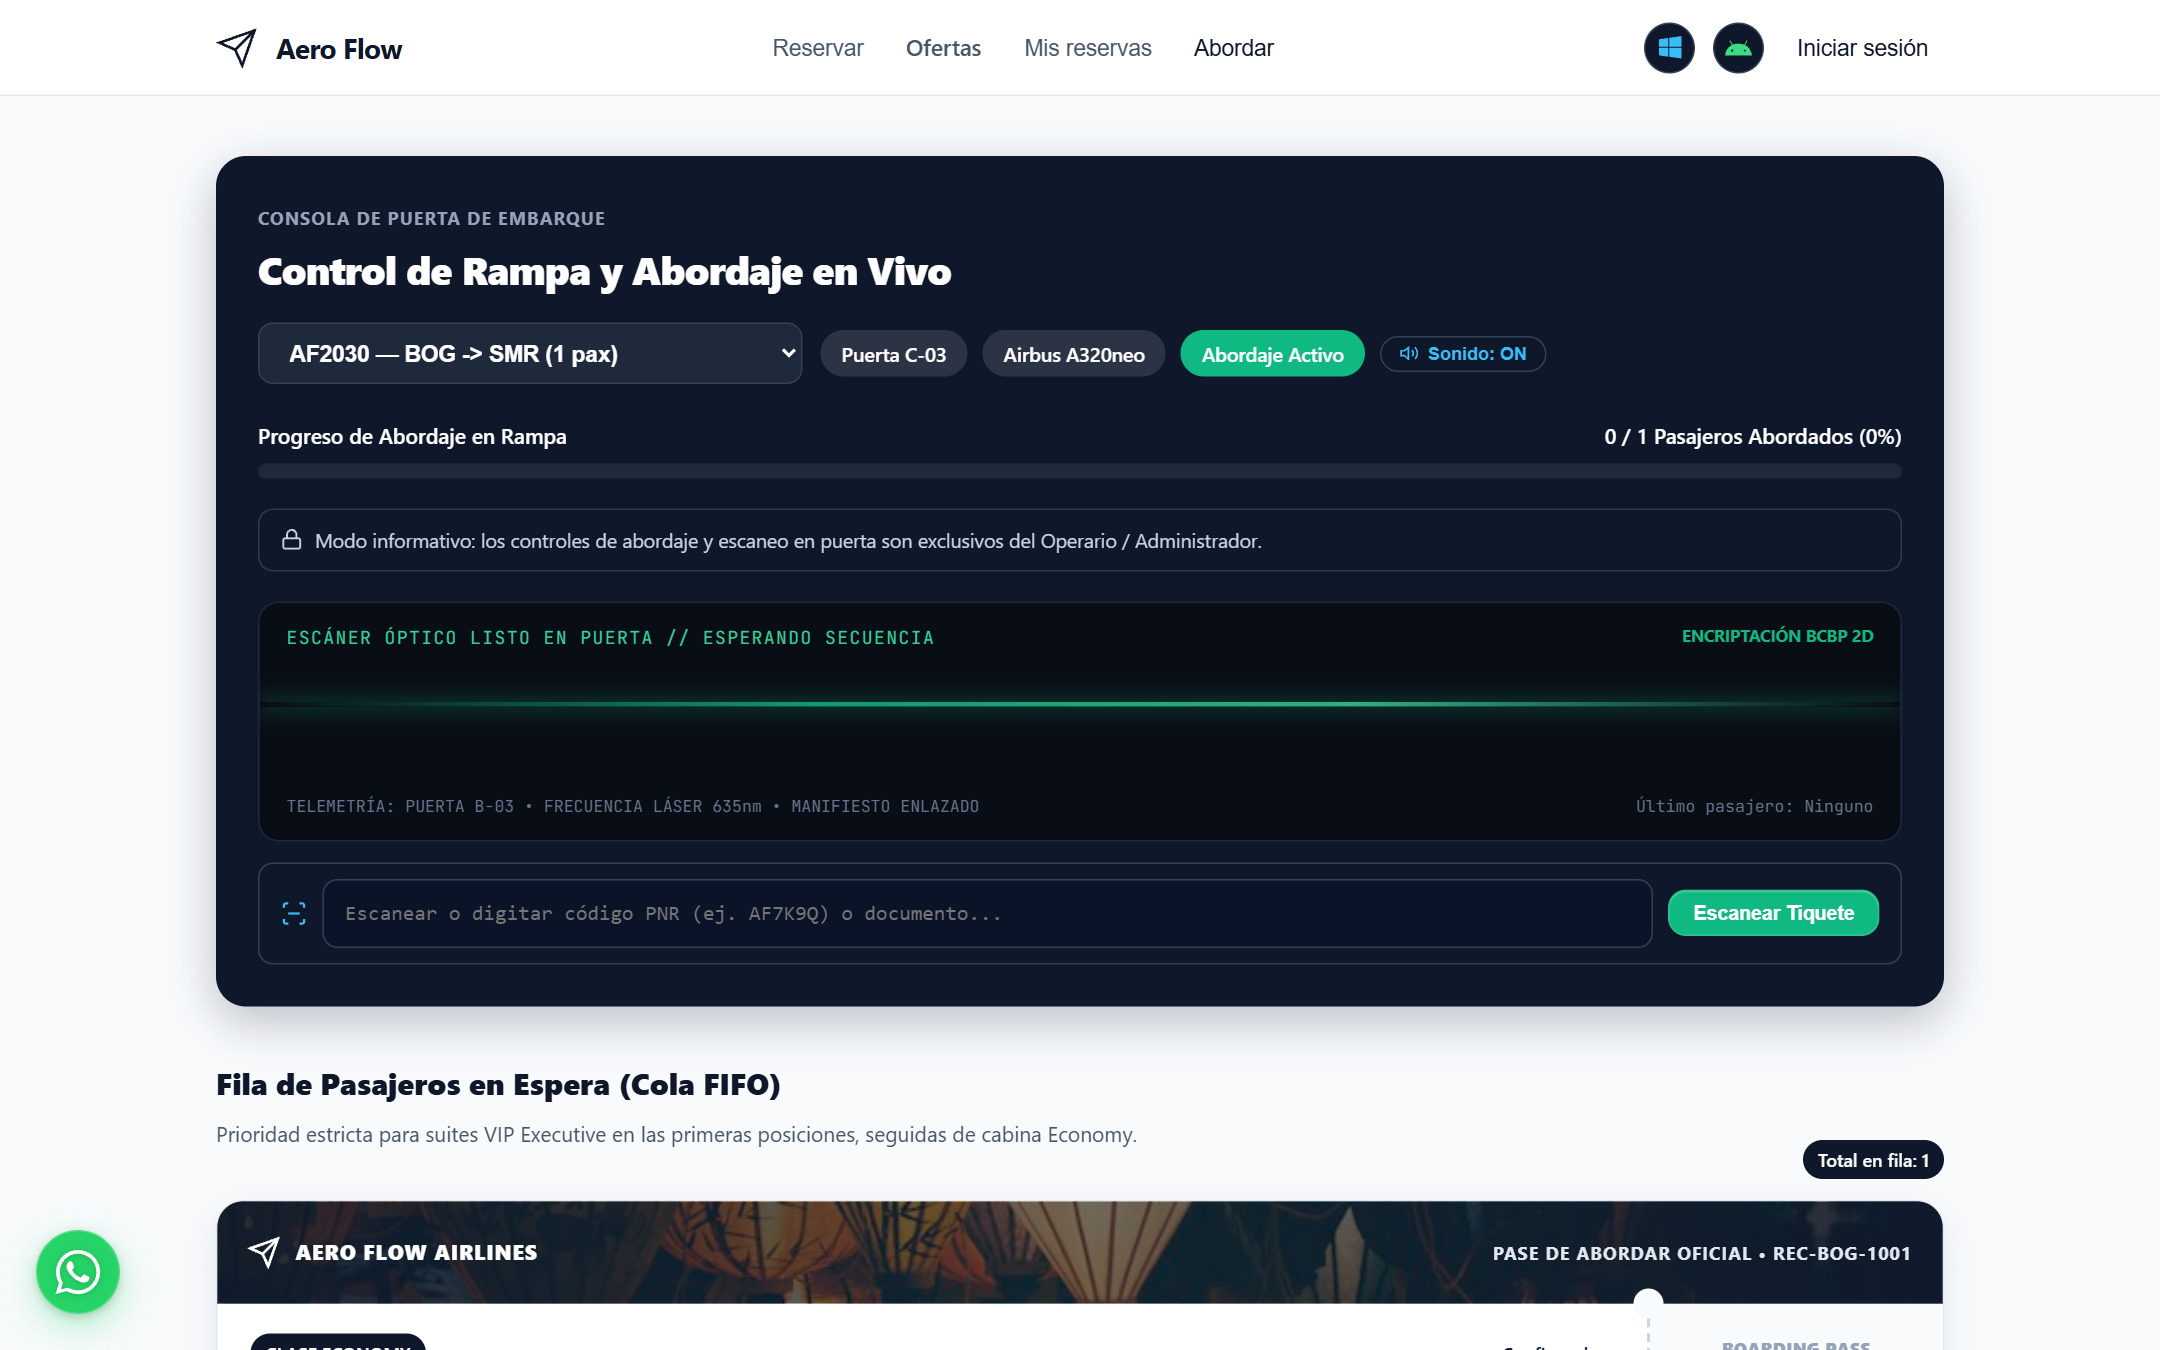 Aero Flow
Reservar
Ofertas
Mis reservas
Abordar
Iniciar sesión
CONSOLA DE PUERTA DE EMBARQUE
Control de Rampa y Abordaje en Vivo
AF2030 — BOG -> SMR (1 pax)
Puerta C-03
Airbus A320neo
Abordaje Activo
Sonido: ON
Progreso de Abordaje en Rampa
0 / 1 Pasajeros Abordados (0%)
Modo informativo: los controles de abordaje y escaneo en puerta son exclusivos del Operario / Administrador.
ESCÁNER ÓPTICO LISTO EN PUERTA // ESPERANDO SECUENCIA
ENCRIPTACIÓN BCBP 2D
TELEMETRÍA: PUERTA B-03 • FRECUENCIA LÁSER 635nm • MANIFIESTO ENLAZADO
Último pasajero: Ninguno
Escanear o digitar código PNR (ej. AF7K9Q) o documento...
Escanear Tiquete
Fila de Pasajeros en Espera (Cola FIFO)
Prioridad estricta para suites VIP Executive en las primeras posiciones, seguidas de cabina Economy.
Total en fila: 1
AERO FLOW AIRLINES
PASE DE ABORDAR OFICIAL • REC-BOG-1001
CLASE ECONOMY
BOARDING PASS